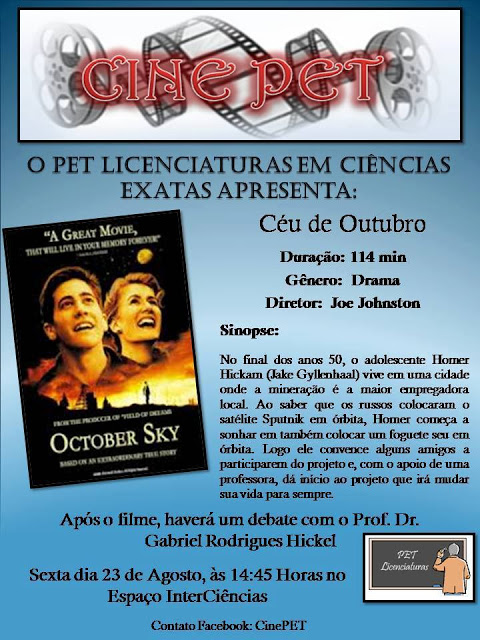 CINE PET
O PET LICENCIATURAS EM CIÊNCIAS
EXATAS APRESENTA:
Céu de Outubro
Duração: 114 min
Gênero: Drama
Diretor: Joe Johnston
"A GREAT MOVIE,
THAT WILL LIVE IN YOUR MEMORY FOREVER!"
FROM THE PRODUCER OF "FIELD OF DREAMS"
OCTOBER SKY
BASED ON AN EXTRAORDINARY TRUE STORY
Sinopse:
No final dos anos 50, o adolescente Homer
Hickam (Jake Gyllenhaal) vive em uma cidade
onde a mineração é a maior empregadora
local. Ao saber que os russos colocaram o
satélite Sputnik em órbita, Homer começa a
sonhar em também colocar um foguete seu em
órbita. Logo ele convence alguns amigos a
participarem do projeto e, com o apoio de uma
professora, dá início ao projeto que irá mudar
sua vida para sempre.
Após o filme, haverá um debate com o Prof. Dr.
Gabriel Rodrigues Hickel
PET
Licenciaturas
Sexta dia 23 de Agosto, às 14:45 Horas no
Espaço InterCiências
Contato Facebook: CinePET